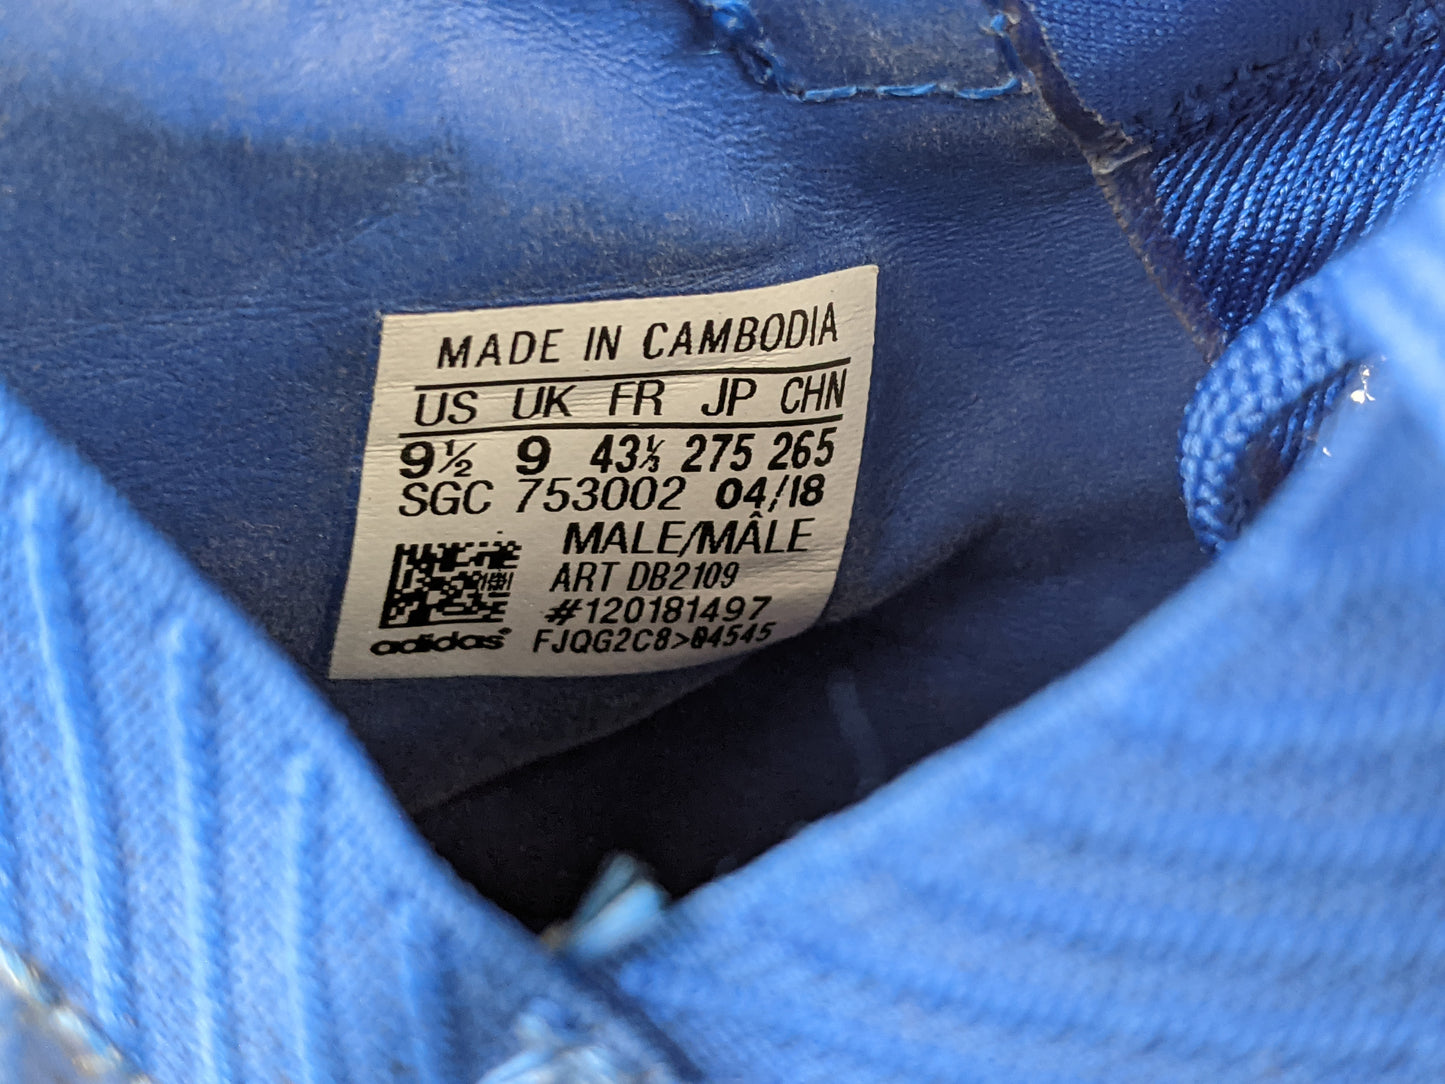 MADE IN CAMBODIA
US UK FR JP CHN
9½ 9 43⅓ 275 265
SGC 753002 04/18
MALE/MÂLE
ART DB2109
#120181497
adidas® FJQG2C8>04545